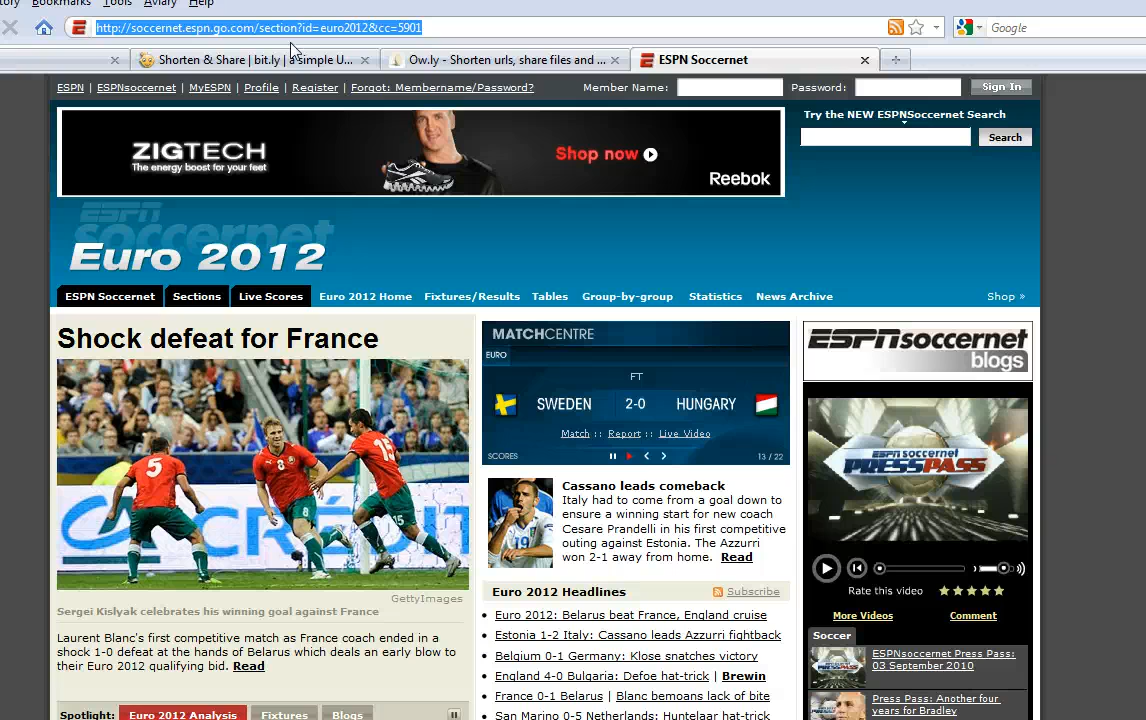 tory Bookmarks Tools Aviary Help
http://soccernet.espn.go.com/section?id=euro2012&cc=5901
Google
Shorten & Share | bit.ly | a simple U...
Ow.ly - Shorten urls, share files and ...
ESPN Soccernet
ESPN | ESPNsoccernet | MyESPN | Profile | Register | Forgot: Membername/Password?
Member Name:
Password:
Sign In
ZIGTECH
The energy boost for your feet
Shop now
Reebok
Try the NEW ESPNSoccernet Search
Search
ESPN
soccernet
Euro 2012
ESPN Soccernet
Sections
Live Scores
Euro 2012 Home
Fixtures/Results
Tables
Group-by-group
Statistics
News Archive
Shop »
Shock defeat for France
CRÉD
5
8
8
15
15
GettyImages
Sergei Kislyak celebrates his winning goal against France
Laurent Blanc's first competitive match as France coach ended in a
shock 1-0 defeat at the hands of Belarus which deals an early blow to
their Euro 2012 qualifying bid. Read
Spotlight:
Euro 2012 Analysis
Fixtures
Blogs
MATCHCENTRE
EURO
FT
SWEDEN 2-0 HUNGARY
Match :: Report :: Live Video
SCORES
13 / 22
19
Cassano leads comeback
Italy had to come from a goal down to
ensure a winning start for new coach
Cesare Prandelli in his first competitive
outing against Estonia. The Azzurri
won 2-1 away from home. Read
Euro 2012 Headlines
Subscribe
Euro 2012: Belarus beat France, England cruise
Estonia 1-2 Italy: Cassano leads Azzurri fightback
Belgium 0-1 Germany: Klose snatches victory
England 4-0 Bulgaria: Defoe hat-trick | Brewin
France 0-1 Belarus | Blanc bemoans lack of bite
San Marino 0-5 Netherlands: Huntelaar hat-trick
ESPNsoccernet
blogs
ESPN soccernet
PRESSPASS
Rate this video
More Videos
Comment
Soccer
ESPNsoccernet Press Pass:
03 September 2010
Press Pass: Another four
years for Bradley